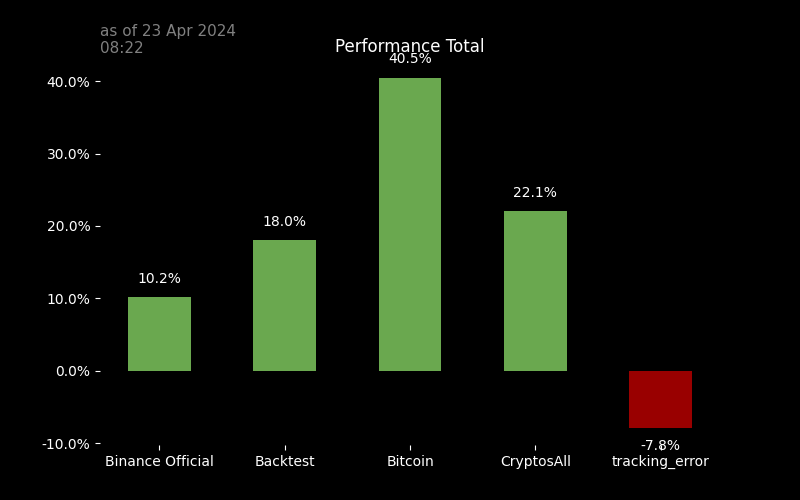 as of 23 Apr 2024
08:22
Performance Total
40.5%
40.0%
30.0%
22.1%
20.0%
18.0%
10.2%
10.0%
0.0%
-7.8%
-10.0%
Binance Official
Backtest
Bitcoin
CryptosAll
tracking_error